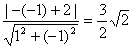 |-(-1)+2| / √(1²+(-1)²) = 3/2 √2